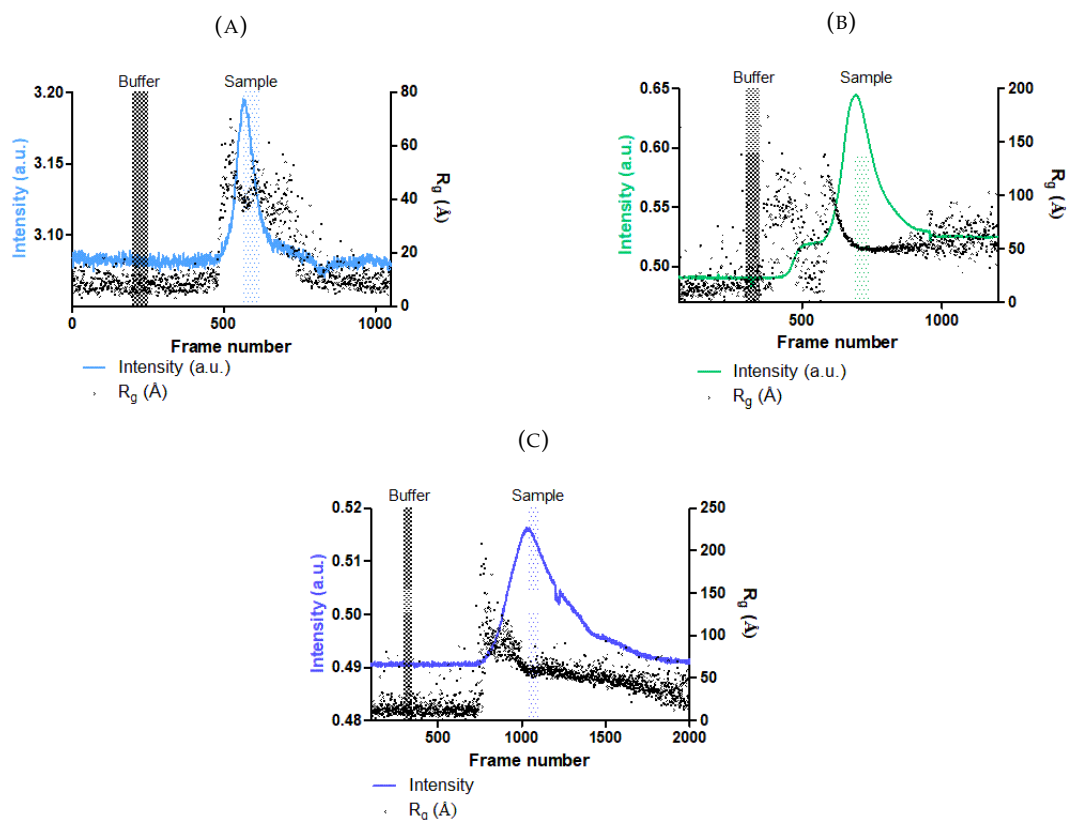 (A)
Buffer
Sample
3.20
3.15
3.10
80
60
40
20
0
Intensity (a.u.)
Rg (Å)
0
500
1000
Frame number
Intensity (a.u.)
Rg (Å)
(B)
Buffer
Sample
0.65
0.60
0.55
0.50
200
150
100
50
0
Intensity (a.u.)
Rg (Å)
500
1000
Frame number
Intensity (a.u.)
Rg (Å)
(C)
Buffer
Sample
0.52
0.51
0.50
0.49
0.48
250
200
150
100
50
0
Intensity (a.u.)
Rg (Å)
500
1000
1500
2000
Frame number
Intensity
Rg (Å)